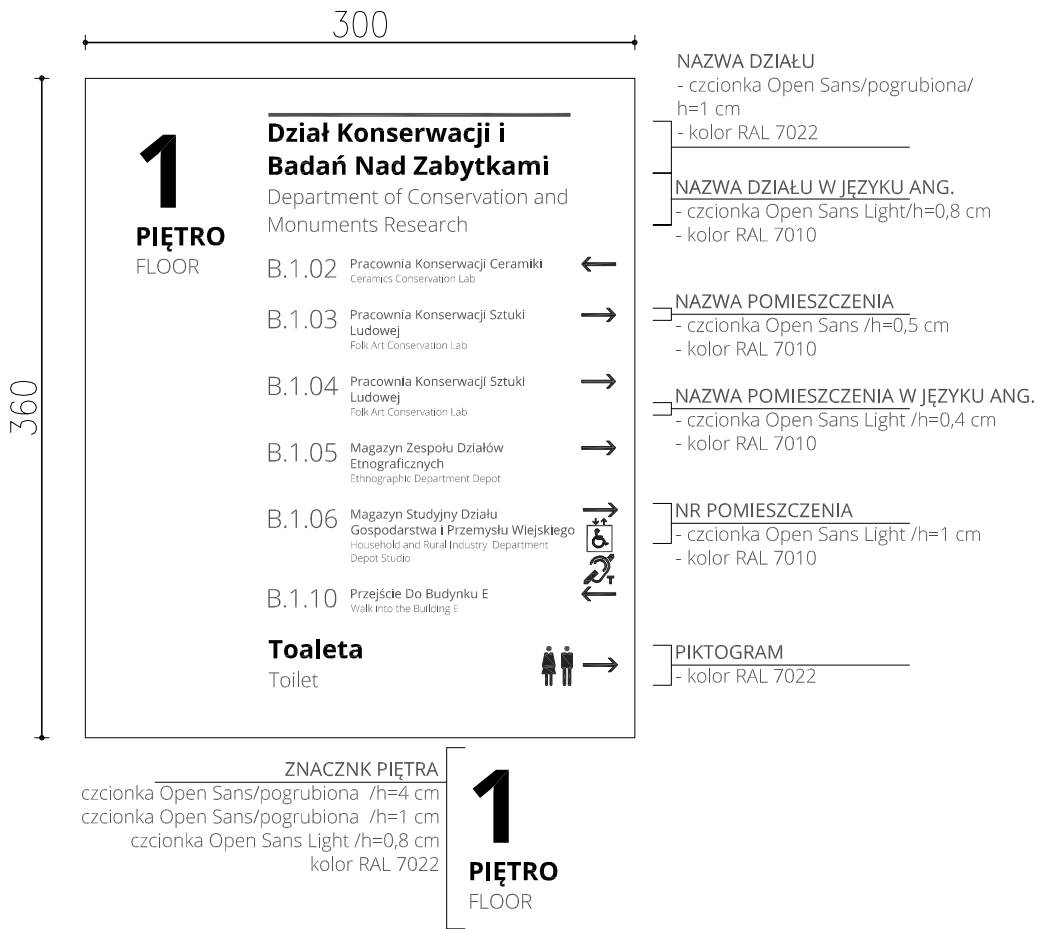 300
360
1
PIĘTRO
FLOOR
Dział Konserwacji i
Badań Nad Zabytkami
Department of Conservation and
Monuments Research
B.1.02 Pracownia Konserwacji Ceramiki
Ceramics Conservation Lab
B.1.03 Pracownia Konserwacji Sztuki
Ludowej
Folk Art Conservation Lab
B.1.04 Pracownia Konserwacji Sztuki
Ludowej
Folk Art Conservation Lab
B.1.05 Magazyn Zespołu Działów
Etnograficznych
Ethnographic Department Depot
B.1.06 Magazyn Studyjny Działu
Gospodarstwa i Przemysłu Wiejskiego
Household and Rural Industry Department
Depot Studio
T
B.1.10 Przejście Do Budynku E
Walk into the Building E
Toaleta
Toilet
NAZWA DZIAŁU
- czcionka Open Sans/pogrubiona/
h=1 cm
- kolor RAL 7022
NAZWA DZIAŁU W JĘZYKU ANG.
- czcionka Open Sans Light/h=0,8 cm
- kolor RAL 7010
NAZWA POMIESZCZENIA
- czcionka Open Sans /h=0,5 cm
- kolor RAL 7010
NAZWA POMIESZCZENIA W JĘZYKU ANG.
- czcionka Open Sans Light /h=0,4 cm
- kolor RAL 7010
NR POMIESZCZENIA
- czcionka Open Sans Light /h=1 cm
- kolor RAL 7010
PIKTOGRAM
- kolor RAL 7022
ZNACZNK PIĘTRA
czcionka Open Sans/pogrubiona /h=4 cm
czcionka Open Sans/pogrubiona /h=1 cm
czcionka Open Sans Light /h=0,8 cm
kolor RAL 7022
1
PIĘTRO
FLOOR